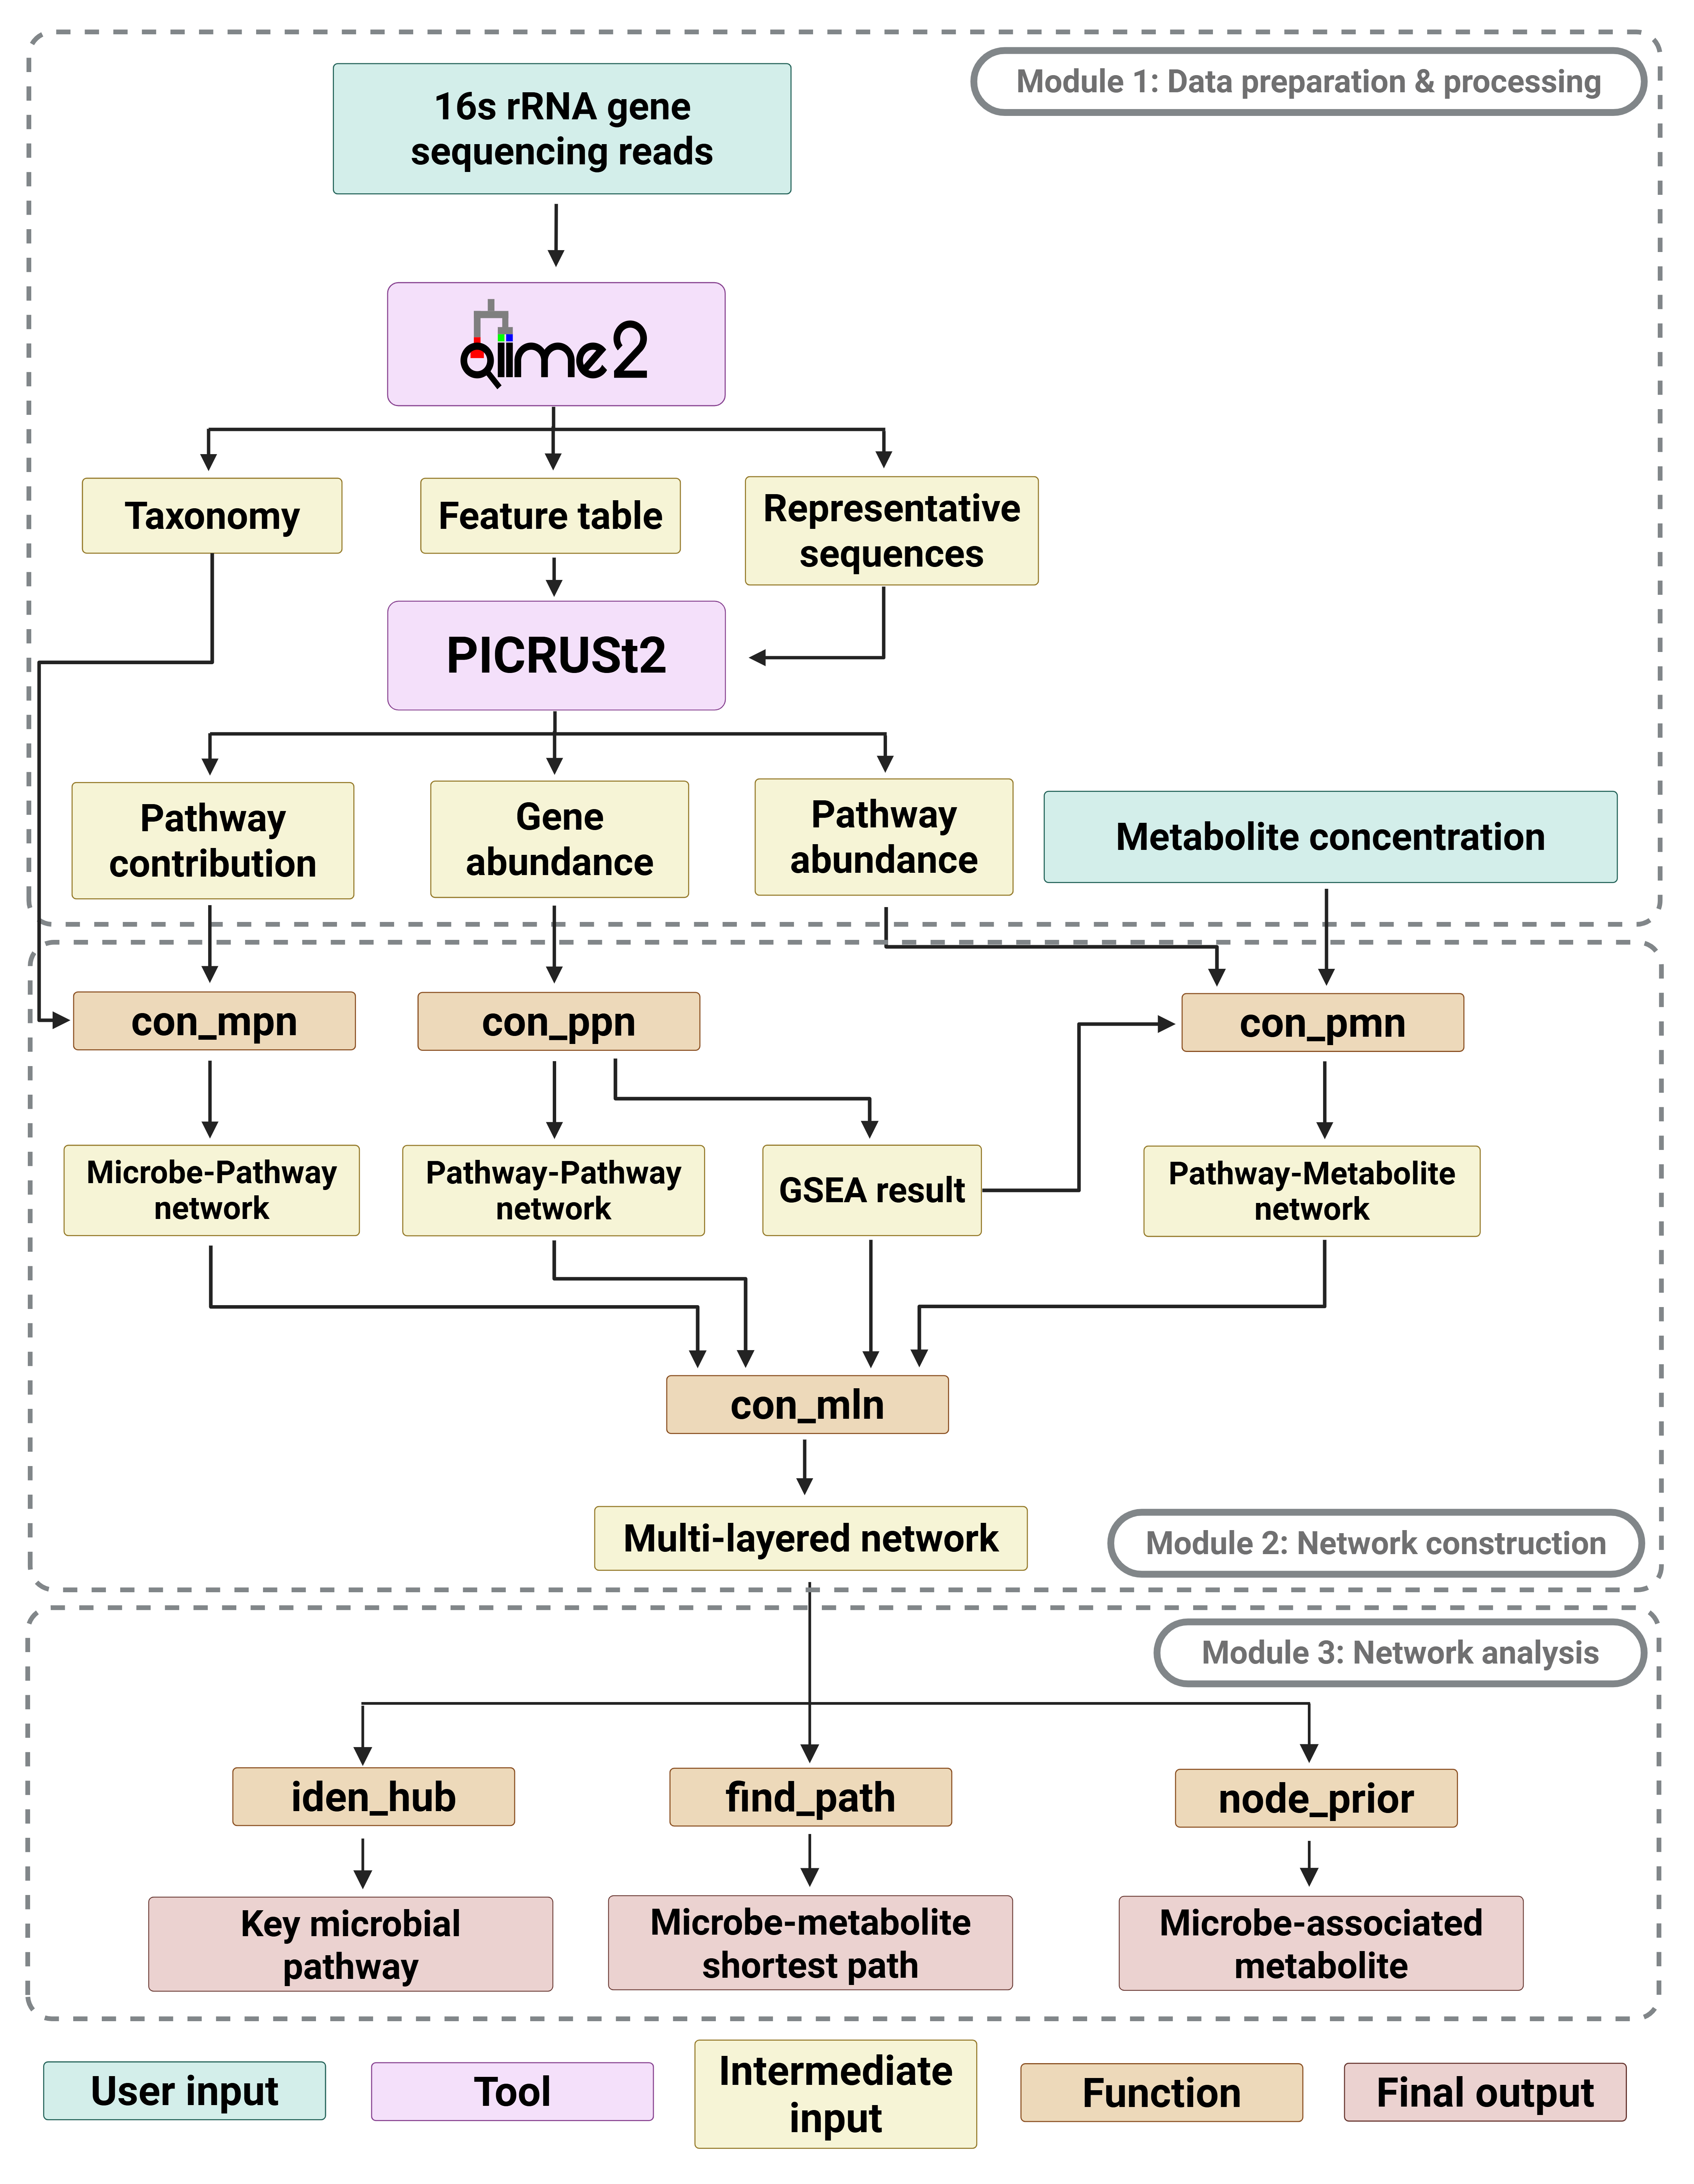 Module 1: Data preparation & processing
16s rRNA gene
sequencing reads
qiime2
Taxonomy
Feature table
Representative
sequences
PICRUSt2
Pathway
contribution
Gene
abundance
Pathway
abundance
Metabolite concentration
con_mpn
con_ppn
con_pmn
Microbe-Pathway
network
Pathway-Pathway
network
GSEA result
Pathway-Metabolite
network
con_mln
Multi-layered network
Module 2: Network construction
Module 3: Network analysis
iden_hub
find_path
node_prior
Key microbial
pathway
Microbe-metabolite
shortest path
Microbe-associated
metabolite
User input
Tool
Intermediate
input
Function
Final output